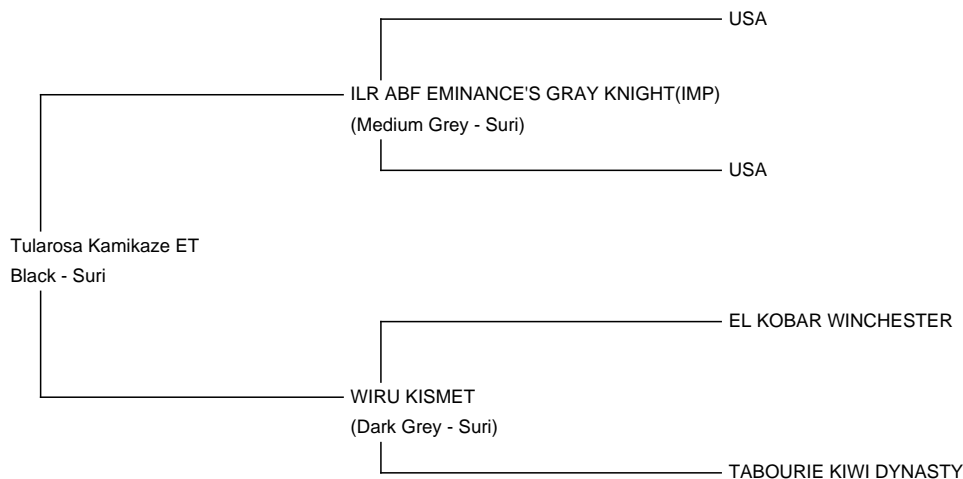 USA
ILR ABF EMINANCE'S GRAY KNIGHT(IMP)
(Medium Grey - Suri)
USA
Tularosa Kamikaze ET
Black - Suri
EL KOBAR WINCHESTER
WIRU KISMET
(Dark Grey - Suri)
TABOURIE KIWI DYNASTY